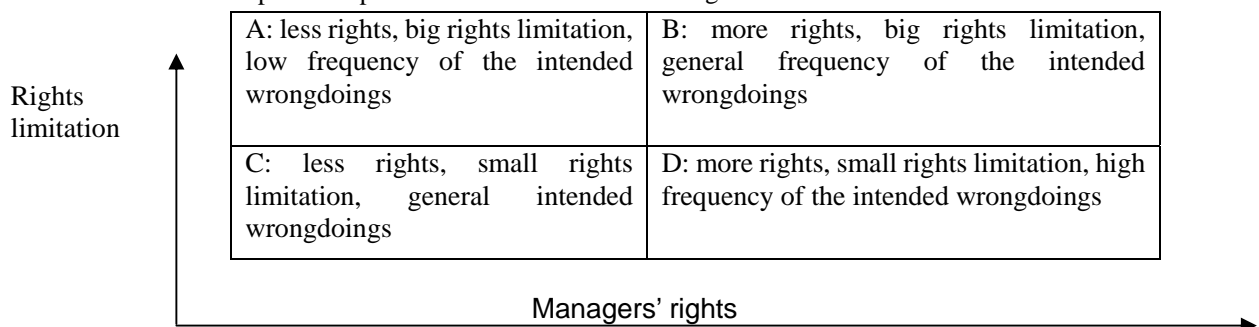 A: less rights, big rights limitation,
low frequency of the intended
wrongdoings
B: more rights, big rights limitation,
general frequency of the intended
wrongdoings
Rights
limitation
C: less rights, small rights
limitation, general intended
wrongdoings
D: more rights, small rights limitation, high
frequency of the intended wrongdoings
Managers' rights